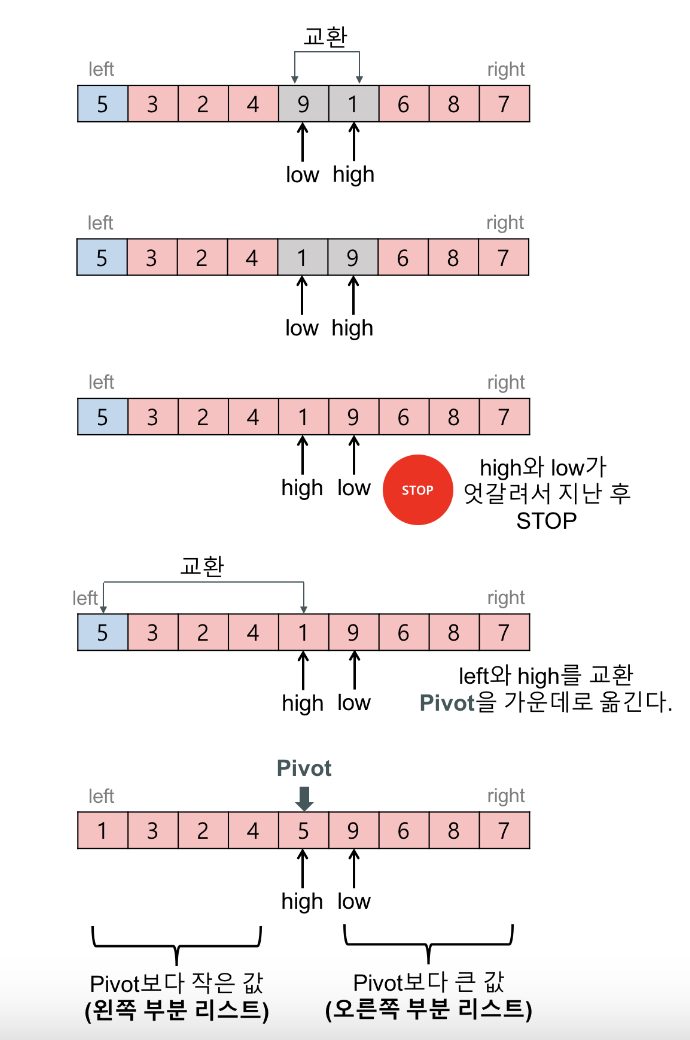 교환
left right
5 3 2 4 9 1 6 8 7
low high
left right
5 3 2 4 1 9 6 8 7
low high
left right
5 3 2 4 1 9 6 8 7
high low
STOP
high와 low가
엇갈려서 지난 후
STOP
교환
left right
5 3 2 4 1 9 6 8 7
high low
left와 high를 교환
Pivot을 가운데로 옮긴다.
Pivot
left right
1 3 2 4 5 9 6 8 7
high low
Pivot보다 작은 값
(왼쪽 부분 리스트)
Pivot보다 큰 값
(오른쪽 부분 리스트)